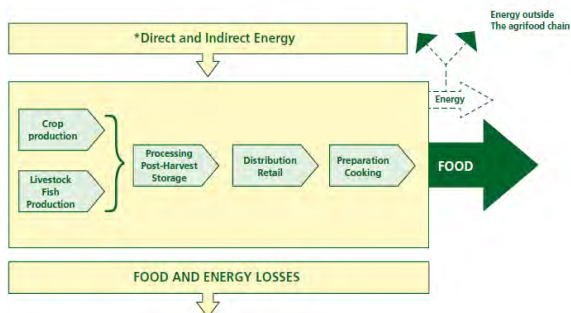 Energy outside
The agrifood chain
*Direct and Indirect Energy
Energy
Crop
production
Livestock
Fish
Production
Processing
Post-Harvest
Storage
Distribution
Retail
Preparation
Cooking
FOOD
FOOD AND ENERGY LOSSES